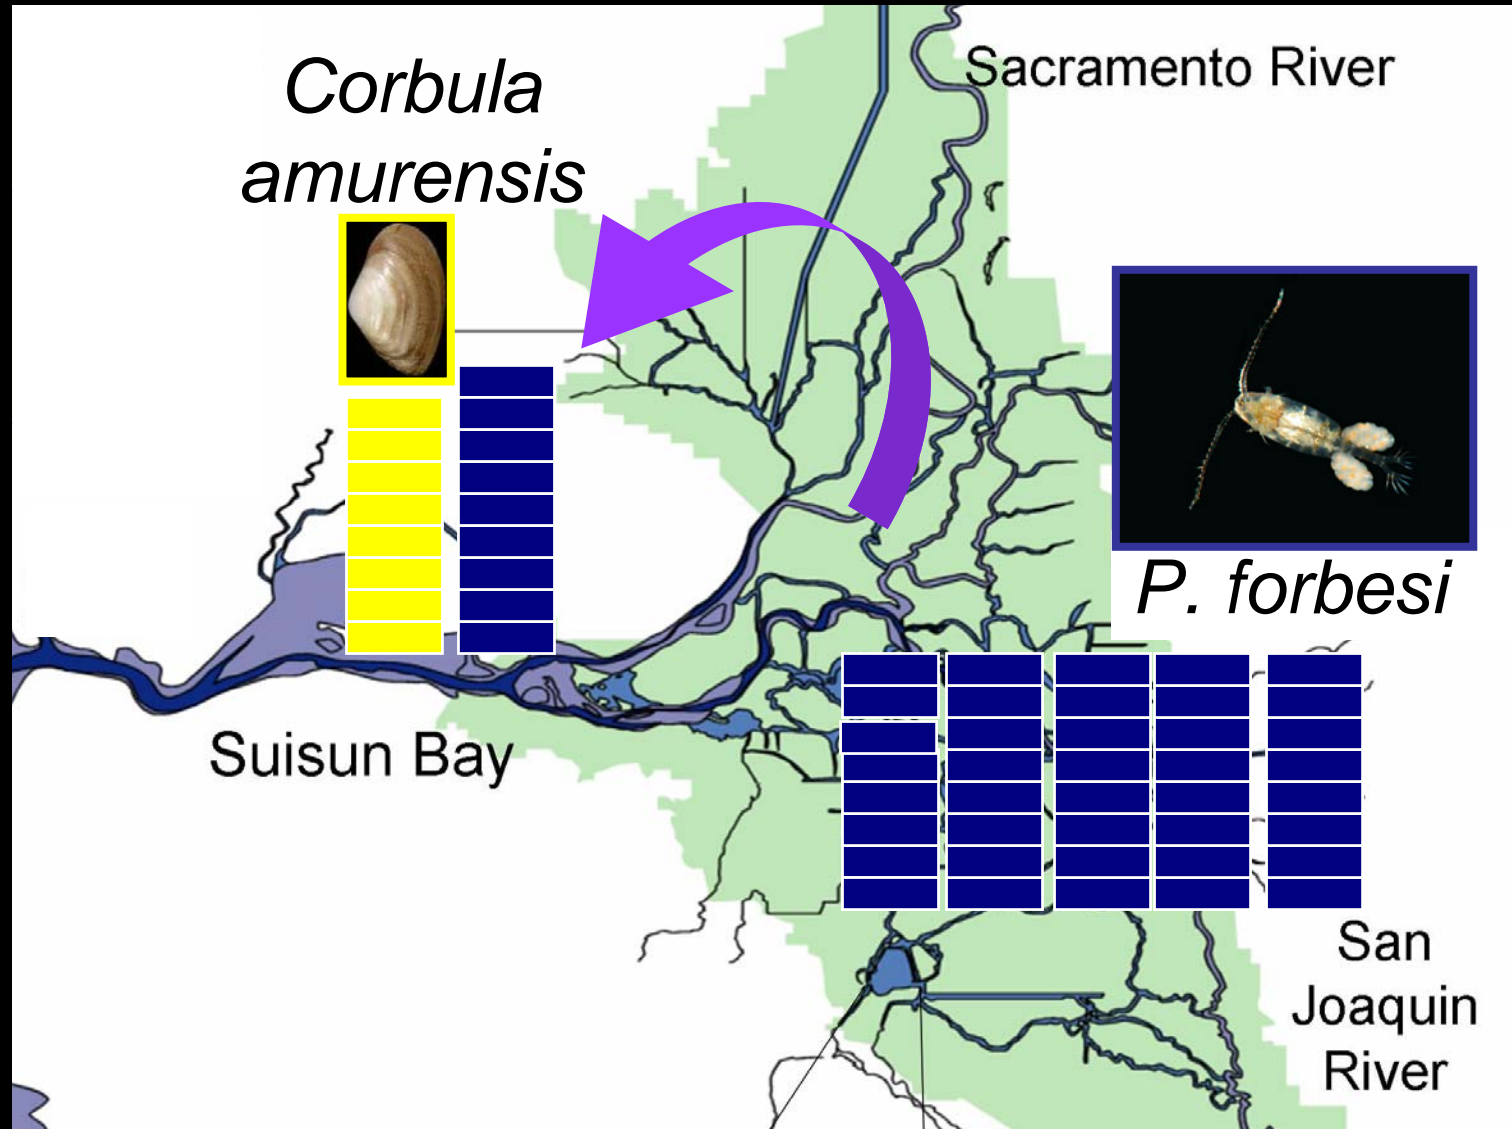 Corbula
amurensis
Sacramento River
P. forbesi
Suisun Bay
San
Joaquin
River